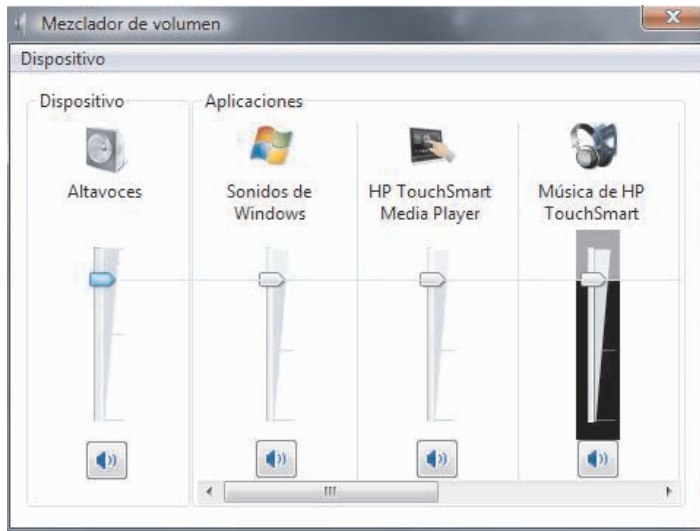 Mezclador de volumen
Dispositivo
Dispositivo
Aplicaciones
Altavoces
Sonidos de
Windows
HP TouchSmart
Media Player
Música de HP
TouchSmart